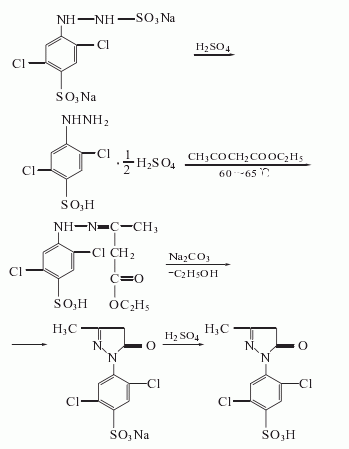 NH—NH—SO₃Na
Cl
Cl
H₂SO₄
SO₃Na
NHNH₂
Cl
Cl
· 1/2 H₂SO₄
CH₃COCH₂COOC₂H₅
60~65 ℃
SO₃H
NH—N=C—CH₃
Cl CH₂
Cl
C=O
SO₃H
OC₂H₅
Na₂CO₃
-C₂H₅OH
H₃C
N
O
N
Cl
Cl
SO₃Na
H₂SO₄
H₃C
N
O
N
Cl
Cl
SO₃H